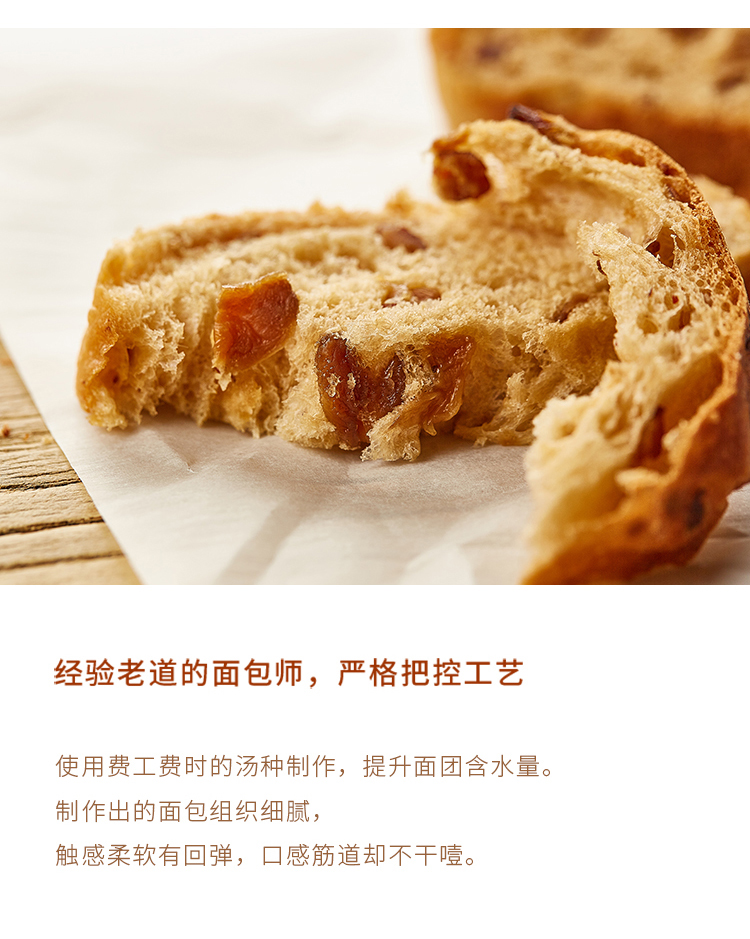 经验老道的面包师，严格把控工艺
使用费工费时的汤种制作，提升面团含水量。
制作出的面包组织细腻，
触感柔软有回弹，口感筋道却不干噎。